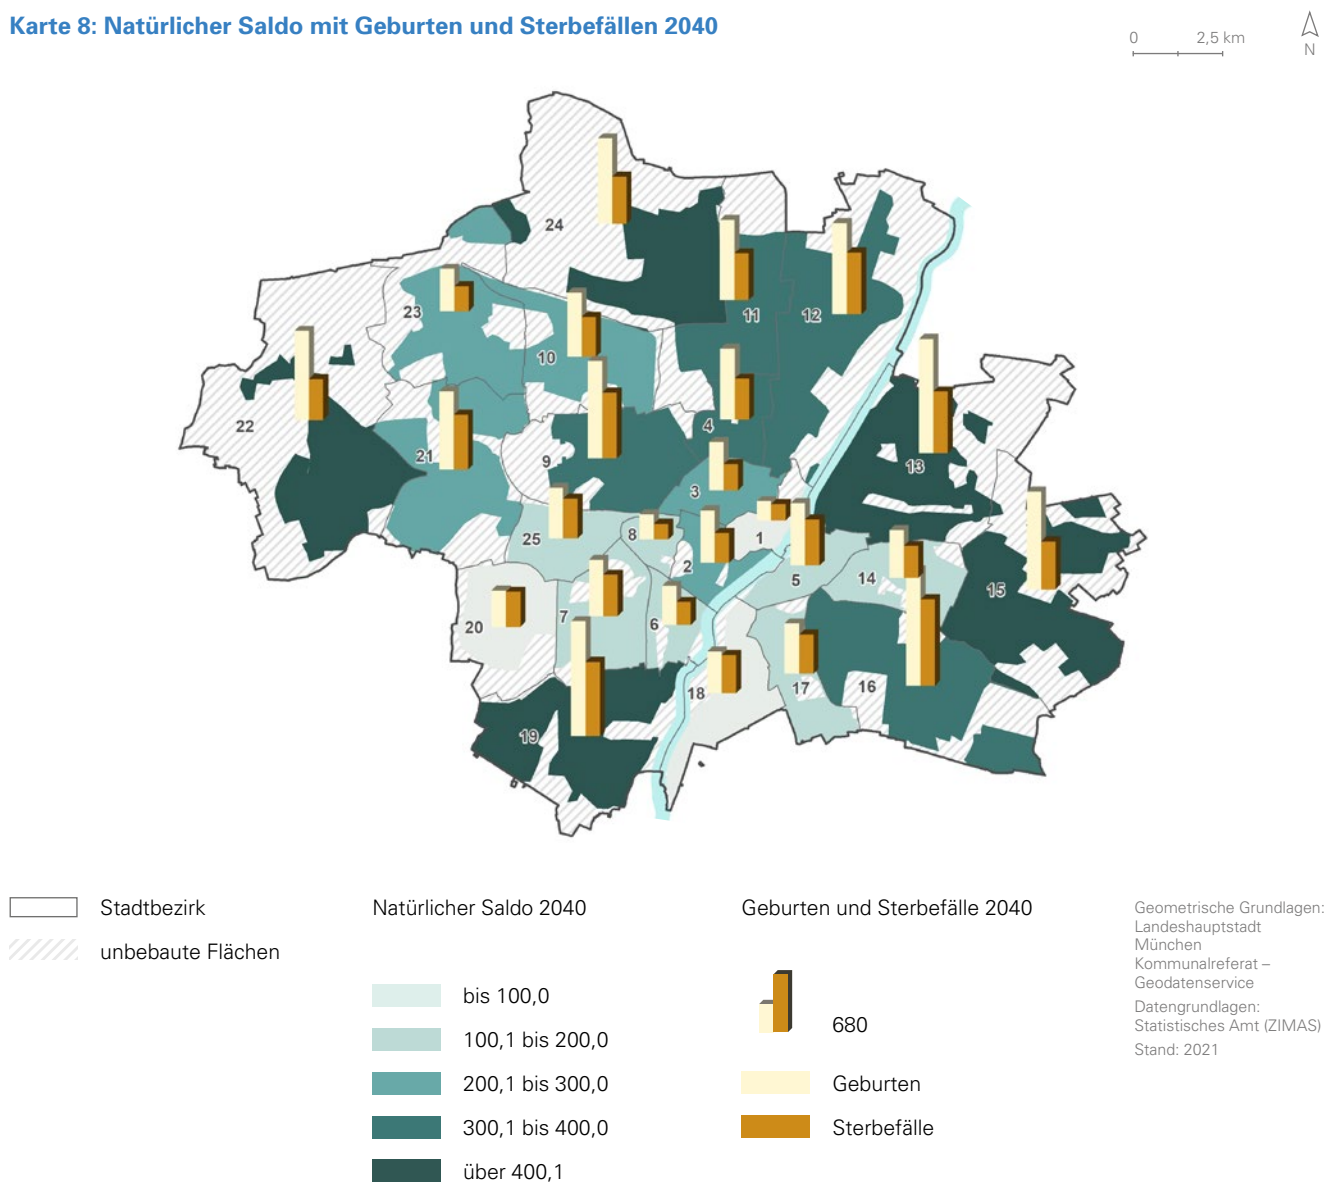 Karte 8: Natürlicher Saldo mit Geburten und Sterbefällen 2040
0 2,5 km
N
24
11
12
23
10
22
4
21
9
13
3
25
8
1
2
5
14
15
7
6
20
18
17
16
19
Stadtbezirk
unbebaute Flächen
Natürlicher Saldo 2040
bis 100,0
100,1 bis 200,0
200,1 bis 300,0
300,1 bis 400,0
über 400,1
Geburten und Sterbefälle 2040
680
Geburten
Sterbefälle
Geometrische Grundlagen:
Landeshauptstadt
München
Kommunalreferat –
Geodatenservice
Datengrundlagen:
Statistisches Amt (ZIMAS)
Stand: 2021